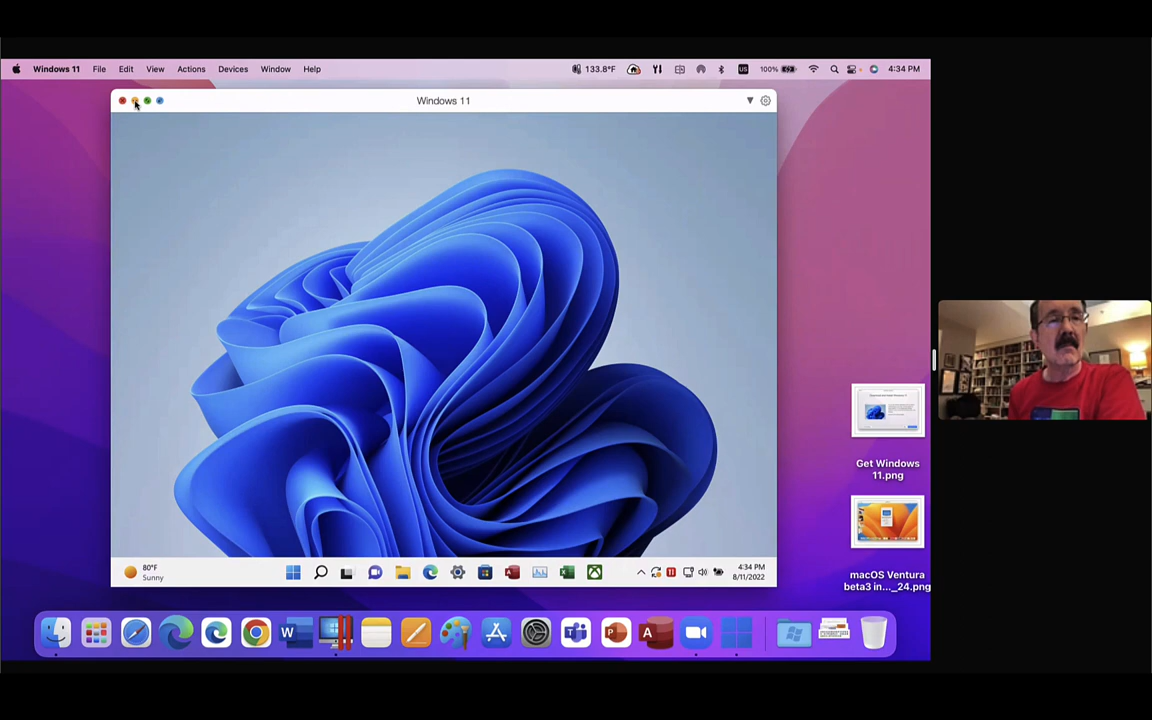 Windows 11 File Edit View Actions Devices Window Help 133.8°F US 100% 4:34 PM
Windows 11
Get Windows
11.png
macOS Ventura
beta3 in..._24.png
80°F
Sunny
4:34 PM
8/11/2022